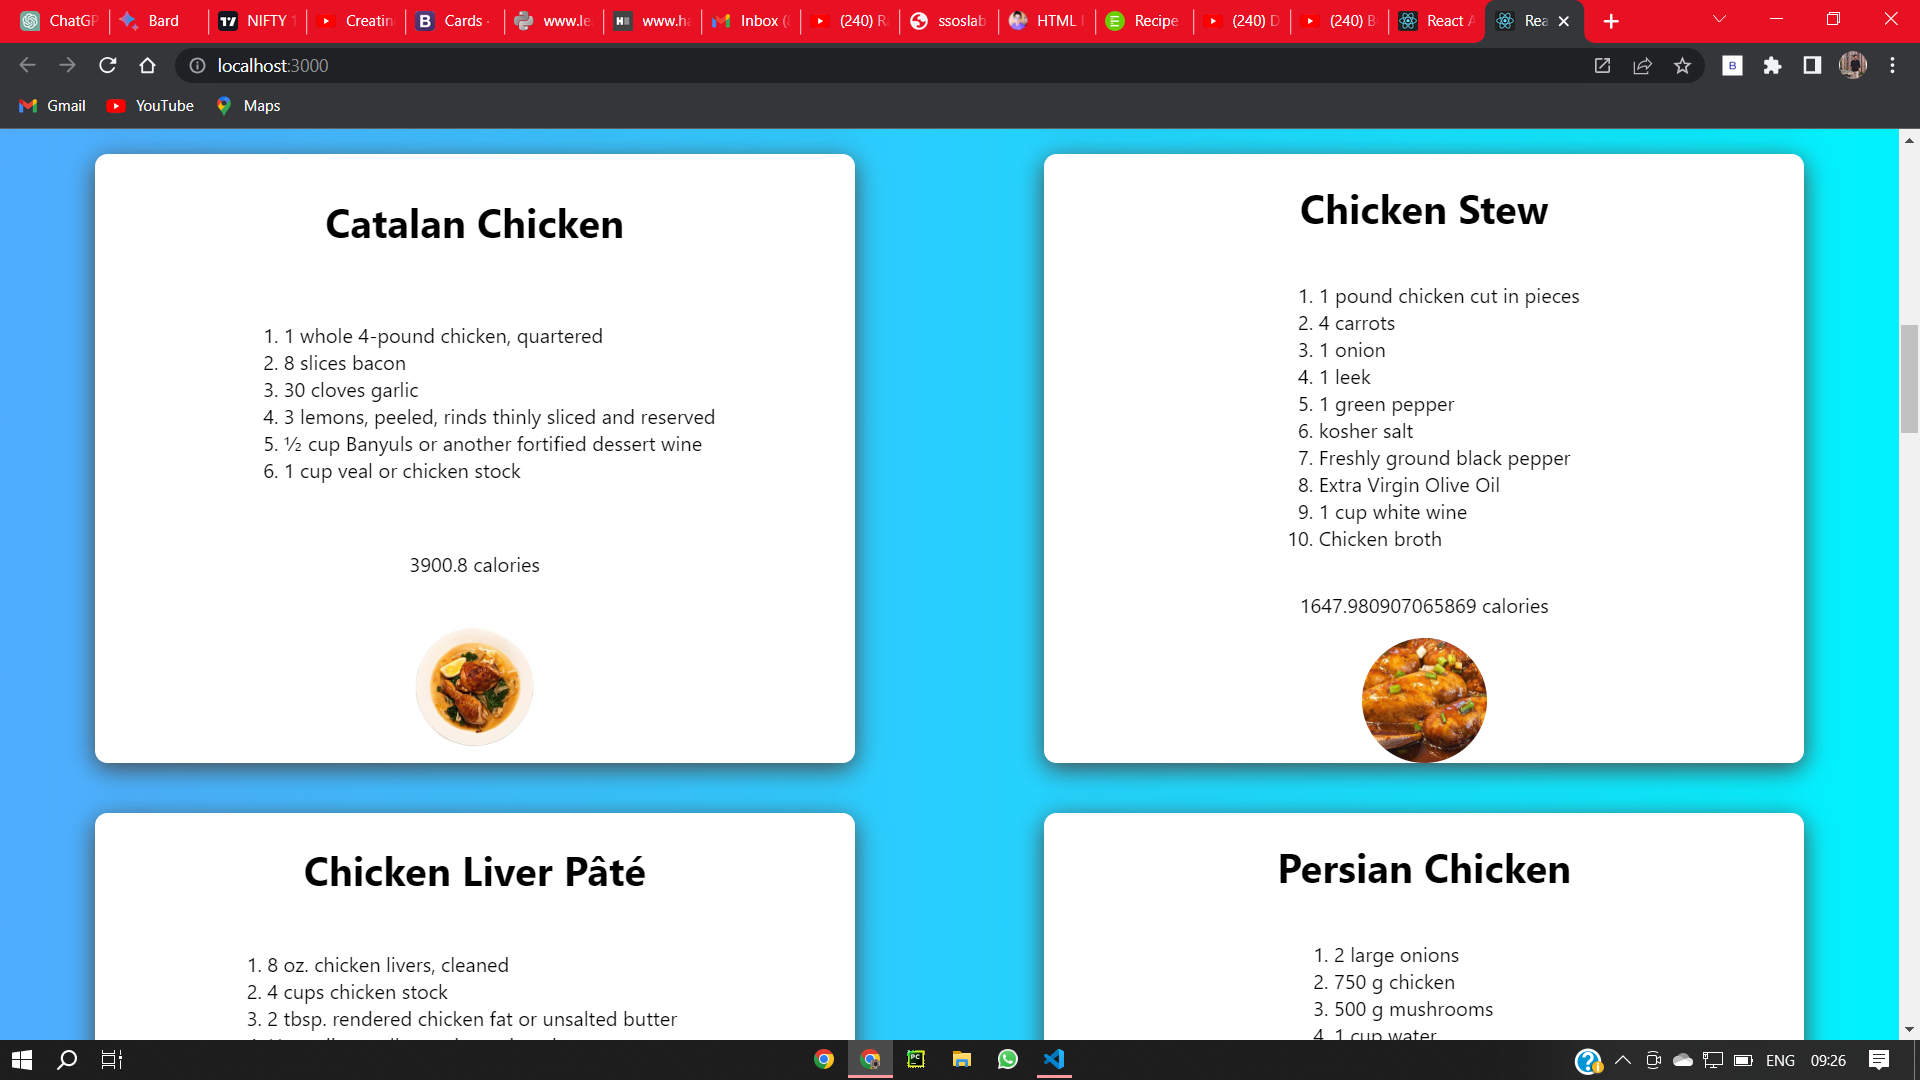 ChatGP
Bard
NIFTY 1
Creatin
Cards ·
www.le
www.ha
Inbox (
(240) R
ssoslab
HTML
Recipe
(240) D
(240) B
React A
Rea
localhost:3000
Gmail
YouTube
Maps
Catalan Chicken
1. 1 whole 4-pound chicken, quartered
2. 8 slices bacon
3. 30 cloves garlic
4. 3 lemons, peeled, rinds thinly sliced and reserved
5. ½ cup Banyuls or another fortified dessert wine
6. 1 cup veal or chicken stock
3900.8 calories
Chicken Stew
1. 1 pound chicken cut in pieces
2. 4 carrots
3. 1 onion
4. 1 leek
5. 1 green pepper
6. kosher salt
7. Freshly ground black pepper
8. Extra Virgin Olive Oil
9. 1 cup white wine
10. Chicken broth
1647.980907065869 calories
Chicken Liver Pâté
1. 8 oz. chicken livers, cleaned
2. 4 cups chicken stock
3. 2 tbsp. rendered chicken fat or unsalted butter
Persian Chicken
1. 2 large onions
2. 750 g chicken
3. 500 g mushrooms
4. 1 cup water
ENG
09:26